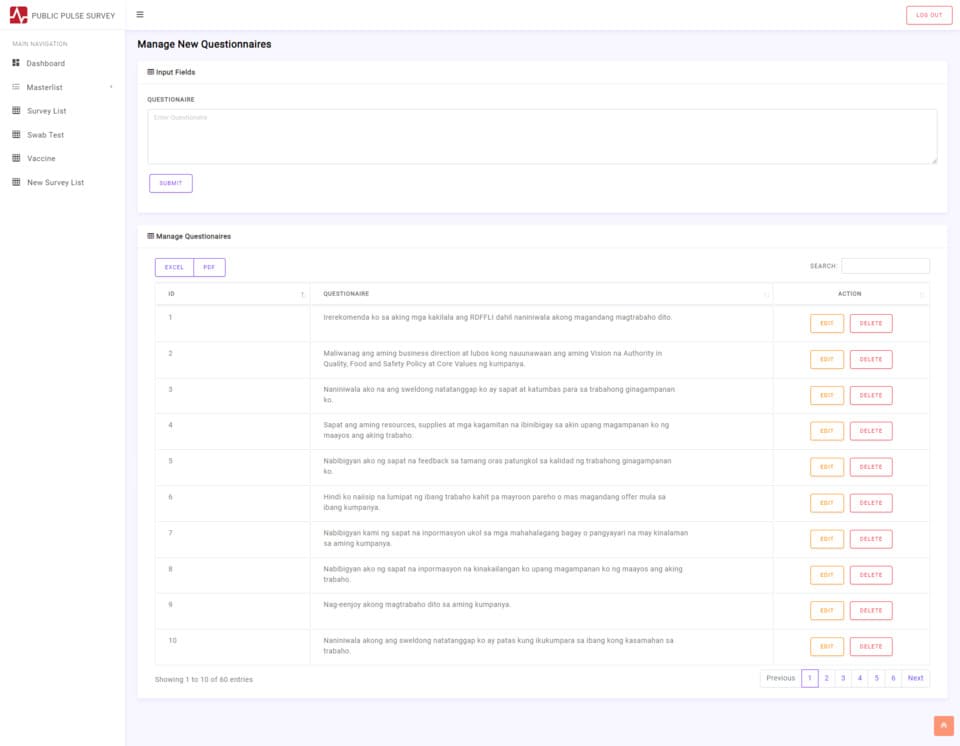 PUBLIC PULSE SURVEY
LOG OUT
MAIN NAVIGATION
Dashboard
Masterlist
Survey List
Swab Test
Vaccine
New Survey List
Manage New Questionnaires
Input Fields
QUESTIONAIRE
Enter Questionaire
SUBMIT
Manage Questionaires
EXCEL PDF
SEARCH:
ID QUESTIONAIRE ACTION
1 Irerekomenda ko sa aking mga kakilala ang RDFFLI dahil naniniwala akong magandang magtrabaho dito. EDIT DELETE
2 Maliwanag ang aming business direction at lubos kong nauunawaan ang aming Vision na Authority in EDIT DELETE
Quality, Food and Safety Policy at Core Values ng kumpanya.
3 Naniniwala ako na ang sweldong natatanggap ko ay sapat at katumbas para sa trabahong ginagampanan EDIT DELETE
ko.
4 Sapat ang aming resources, supplies at mga kagamitan na ibinibigay sa akin upang magampanan ko ng EDIT DELETE
maayos ang aking trabaho.
5 Nabibigyan ako ng sapat na feedback sa tamang oras patungkol sa kalidad ng trabahong ginagampanan EDIT DELETE
ko.
6 Hindi ko naiisip na lumipat ng ibang trabaho kahit pa mayroon pareho o mas magandang offer mula sa EDIT DELETE
ibang kumpanya.
7 Nabibigyan kami ng sapat na inpormasyon ukol sa mga mahahalagang bagay o pangyayari na may kinalaman EDIT DELETE
sa aming kumpanya.
8 Nabibigyan ako ng sapat na inpormasyon na kinakailangan ko upang magampanan ko ng maayos ang aking EDIT DELETE
trabaho.
9 Nag-eenjoy akong magtrabaho dito sa aming kumpanya. EDIT DELETE
10 Naniniwala akong ang sweldong natatanggap ko ay patas kung ikukumpara sa ibang kong kasamahan sa EDIT DELETE
trabaho.
Showing 1 to 10 of 60 entries
Previous 1 2 3 4 5 6 Next